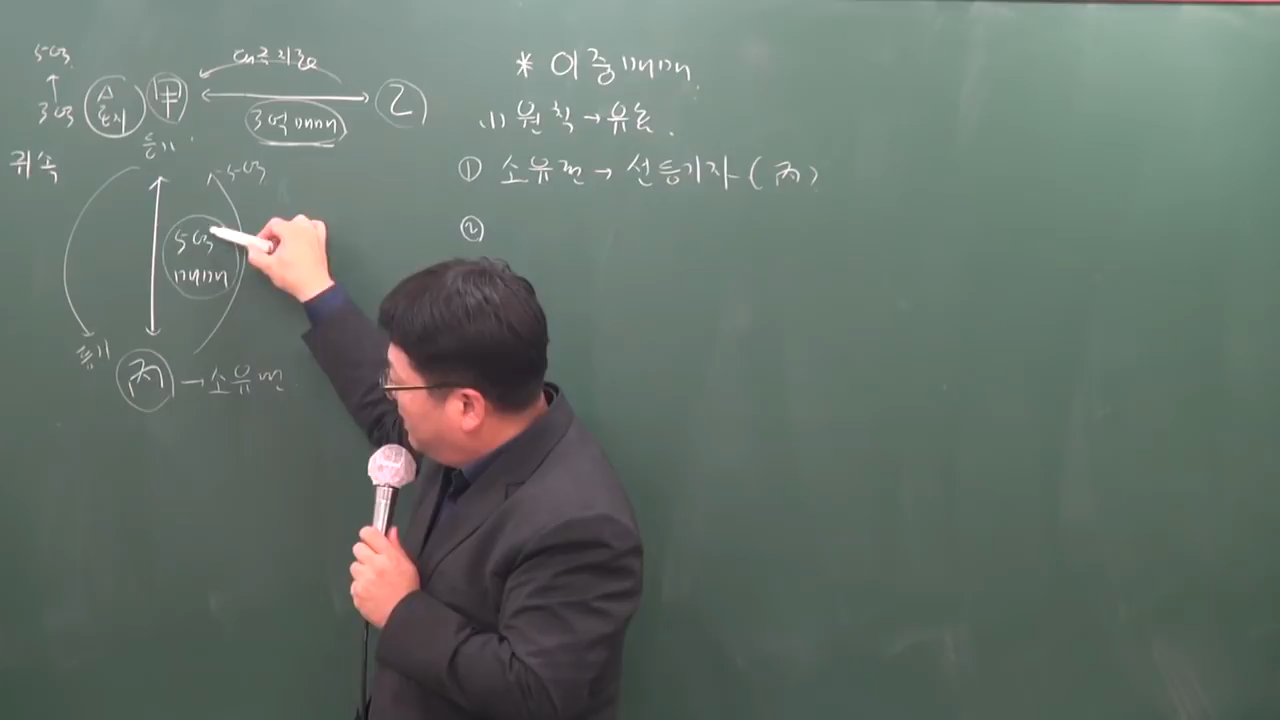 5억
3억
△
토지
甲
乙
대금지급
3억 매매
등기
귀속
5억
5억
매매
등기
丙 → 소유권
* 이중매매
(1) 원칙 → 유효.
① 소유권 → 선등기자 (丙)
②